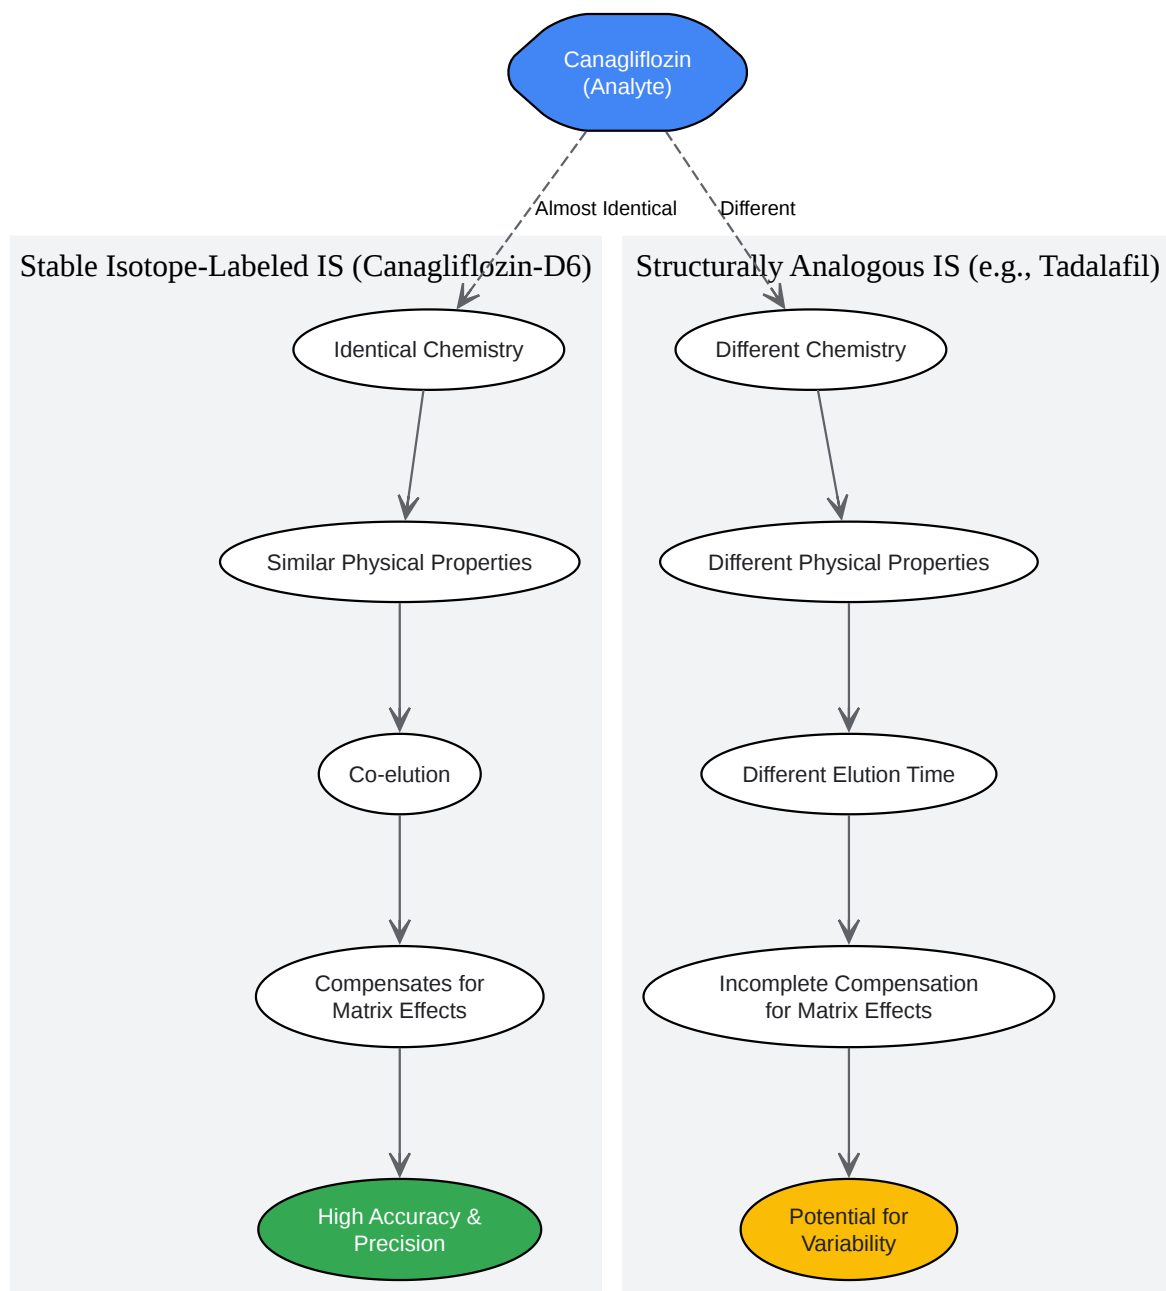 Canagliflozin
(Analyte)
Almost Identical
Different
Stable Isotope-Labeled IS (Canagliflozin-D6)
Identical Chemistry
Similar Physical Properties
Co-elution
Compensates for
Matrix Effects
High Accuracy &
Precision
Structurally Analogous IS (e.g., Tadalafil)
Different Chemistry
Different Physical Properties
Different Elution Time
Incomplete Compensation
for Matrix Effects
Potential for
Variability